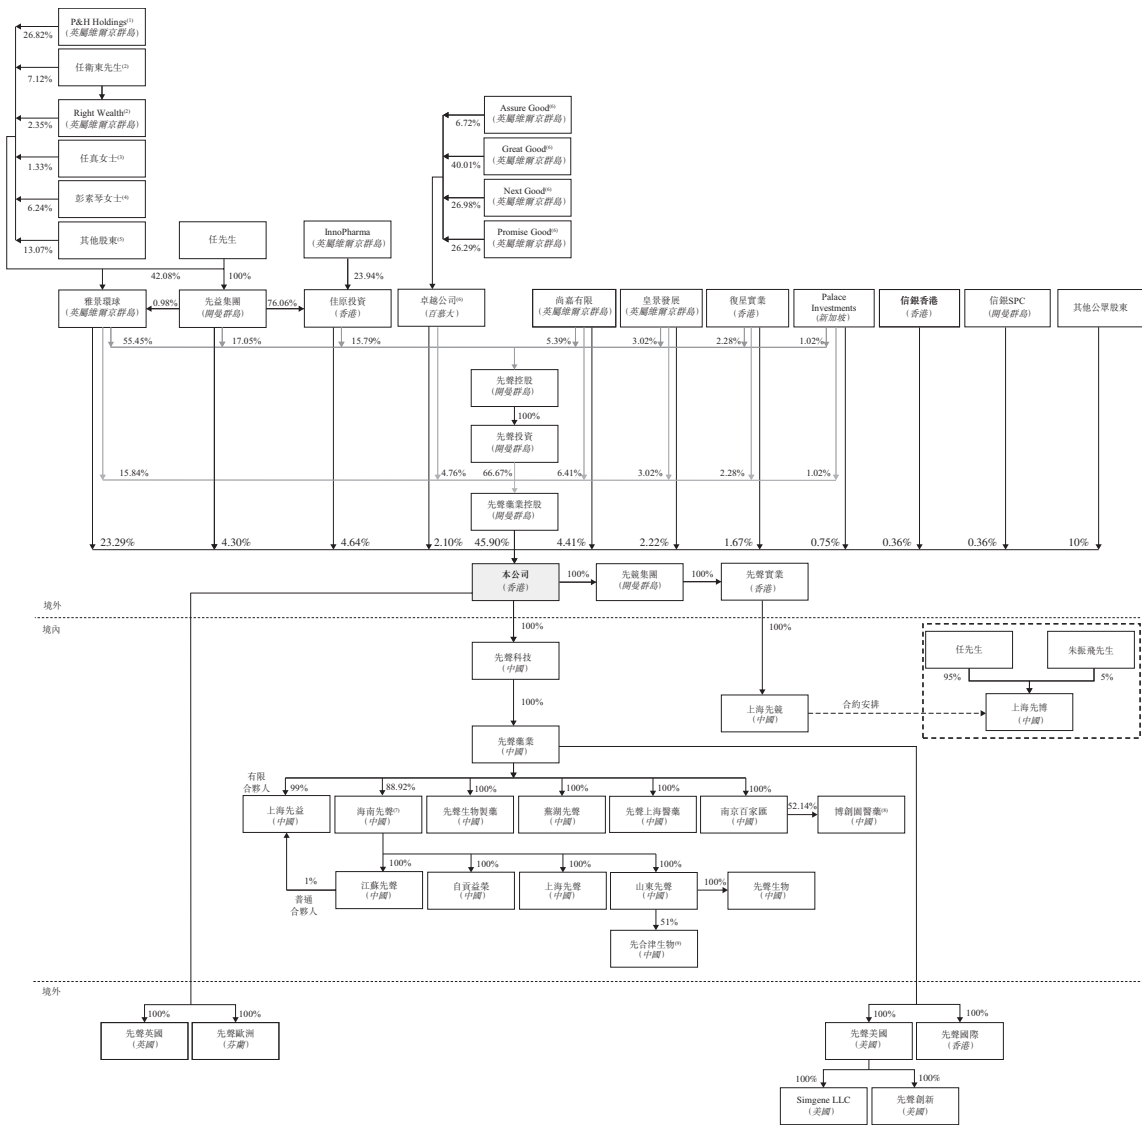 P&H Holdings(1)
(英屬維爾京群島)
26.82%
任衛東先生(2)
7.12%
Right Wealth(2)
(英屬維爾京群島)
2.35%
任真女士(3)
1.33%
彭素琴女士(4)
6.24%
其他股東(5)
13.07%
Assure Good(6)
(英屬維爾京群島)
6.72%
Great Good(6)
(英屬維爾京群島)
40.01%
Next Good(6)
(英屬維爾京群島)
26.98%
Promise Good(6)
(英屬維爾京群島)
26.29%
任先生
InnoPharma
(英屬維爾京群島)
42.08%
100%
23.94%
雅景環球
(英屬維爾京群島)
0.98%
先益集團
(開曼群島)
76.06%
佳原投資
(香港)
卓越公司(6)
(百慕大)
尚嘉有限
(英屬維爾京群島)
皇景發展
(英屬維爾京群島)
復星實業
(香港)
Palace
Investments
(新加坡)
信銀香港
(香港)
信銀SPC
(開曼群島)
其他公眾股東
55.45%
17.05%
15.79%
5.39%
3.02%
2.28%
1.02%
先聲控股
(開曼群島)
100%
先聲投資
(開曼群島)
15.84%
4.76%
66.67%
6.41%
3.02%
2.28%
1.02%
先聲藥業控股
(開曼群島)
23.29%
4.30%
4.64%
2.10%
45.90%
4.41%
2.22%
1.67%
0.75%
0.36%
0.36%
10%
本公司
(香港)
100%
先競集團
(開曼群島)
100%
先聲實業
(香港)
境外
境內
100%
100%
先聲科技
(中國)
任先生
朱振飛先生
95%
5%
100%
上海先競
(中國)
合約安排
上海先博
(中國)
先聲藥業
(中國)
有限
合夥人
99%
88.92%
100%
100%
100%
100%
上海先益
(中國)
海南先聲(7)
(中國)
先聲生物製藥
(中國)
蕪湖先聲
(中國)
先聲上海醫藥
(中國)
南京百家匯
(中國)
52.14%
博創園醫藥(8)
(中國)
100%
100%
100%
100%
1%
普通
合夥人
江蘇先聲
(中國)
自貢益榮
(中國)
上海先聲
(中國)
山東先聲
(中國)
100%
先聲生物
(中國)
51%
先合津生物(9)
(中國)
境外
100%
100%
100%
100%
先聲英國
(英國)
先聲歐洲
(芬蘭)
先聲美國
(美國)
先聲國際
(香港)
100%
100%
Simgene LLC
(美國)
先聲創新
(美國)